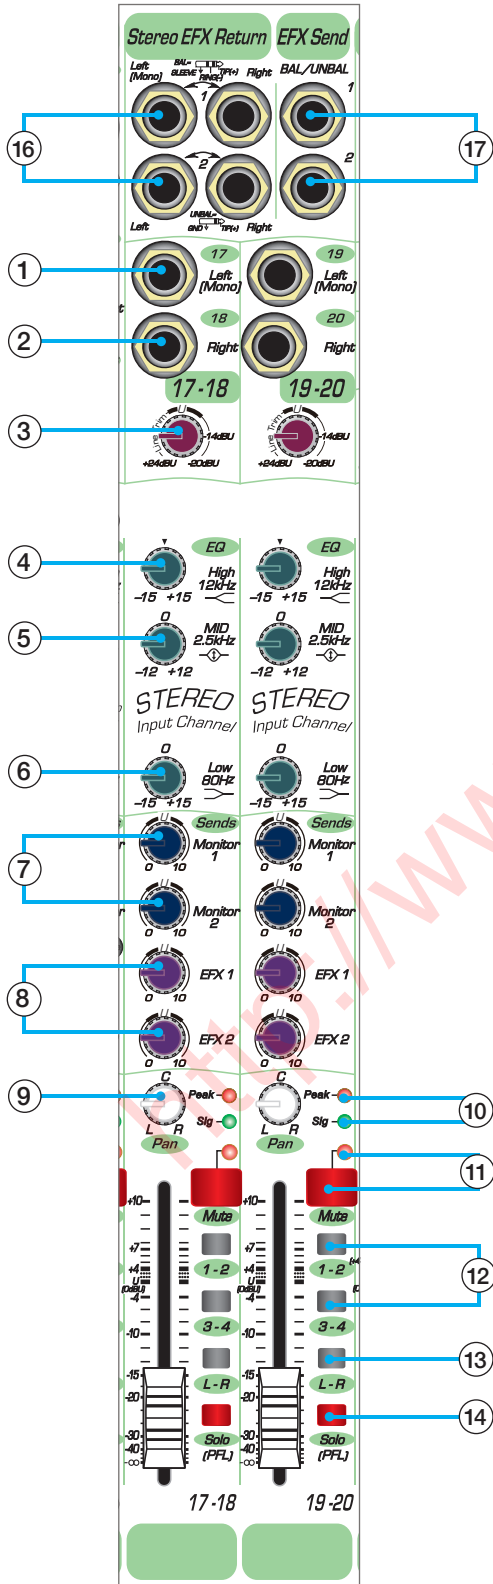 Stereo EFX Return EFX Send
Left (Mono) BAL= SLEEVE RING(-) TIP(+) Right BAL/UNBAL
1 1
16 17
2 2
Left UNBAL= GND TIP(+) Right
1 17 Left (Mono) 19 Left (Mono)
2 18 Right 20 Right
17-18 19-20
3 Line Trim U -14dBU +24dBU -20dBU Line Trim U -14dBU +24dBU -20dBU
4 EQ High 12kHz -15 +15 EQ High 12kHz -15 +15
5 0 MID 2.5kHz -12 +12 0 MID 2.5kHz -12 +12
STEREO STEREO
Input Channel Input Channel
6 0 Low 80Hz -15 +15 0 Low 80Hz -15 +15
Sends Sends
7 U Monitor 1 0 10 U Monitor 1 0 10
U Monitor 2 0 10 U Monitor 2 0 10
8 U EFX 1 0 10 U EFX 1 0 10
U EFX 2 0 10 U EFX 2 0 10
9 C L R Pan Peak Sig C L R Pan Peak Sig 10
11
+10 Mute +10 Mute
+7 +7
+4 1-2 +4 1-2 12
U (0dBU) U (0dBU)
-4 -4
3-4 3-4
-10 -10 13
-15 L-R -15 L-R
-20 -20 14
-30 Solo (PFL) -30 Solo (PFL)
-40 -40
-∞ -∞
17-18 19-20
http://www